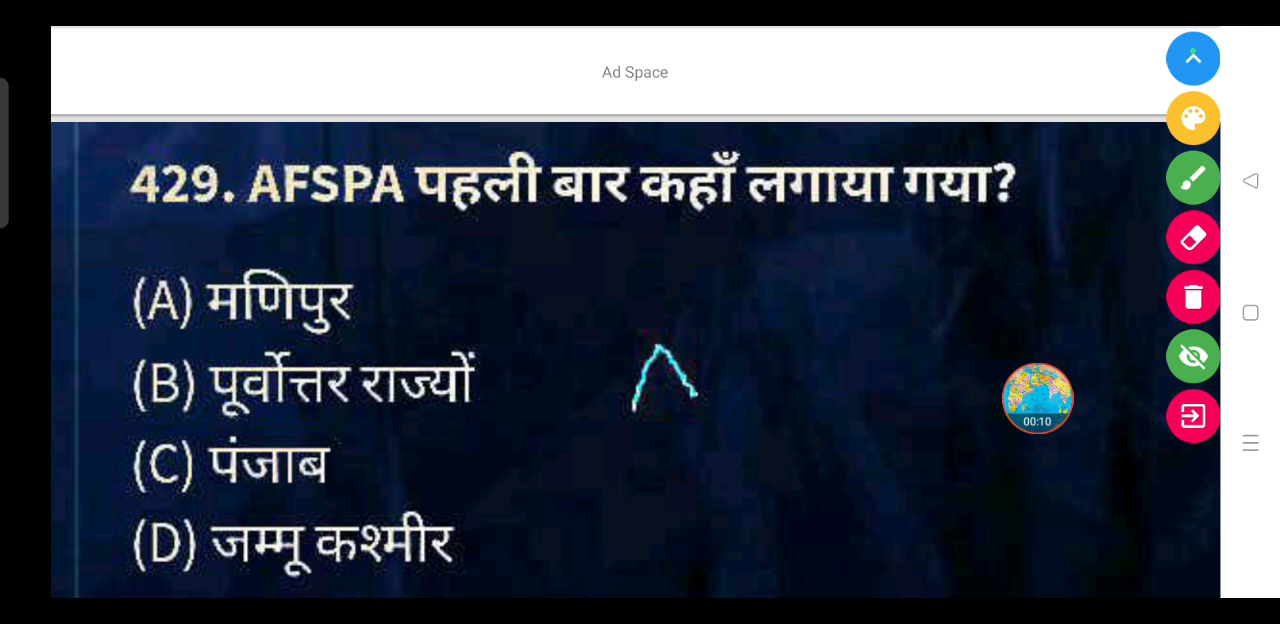 Ad Space
429. AFSPA पहली बार कहाँ लगाया गया?
(A) मणिपुर
(B) पूर्वोत्तर राज्यों
(C) पंजाब
(D) जम्मू कश्मीर
00:10